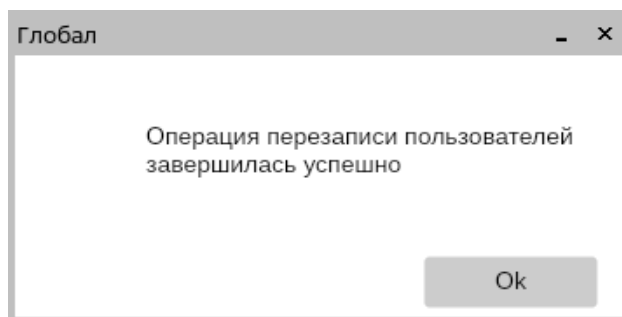 Глобал
Операция перезаписи пользователей
завершилась успешно
Ok